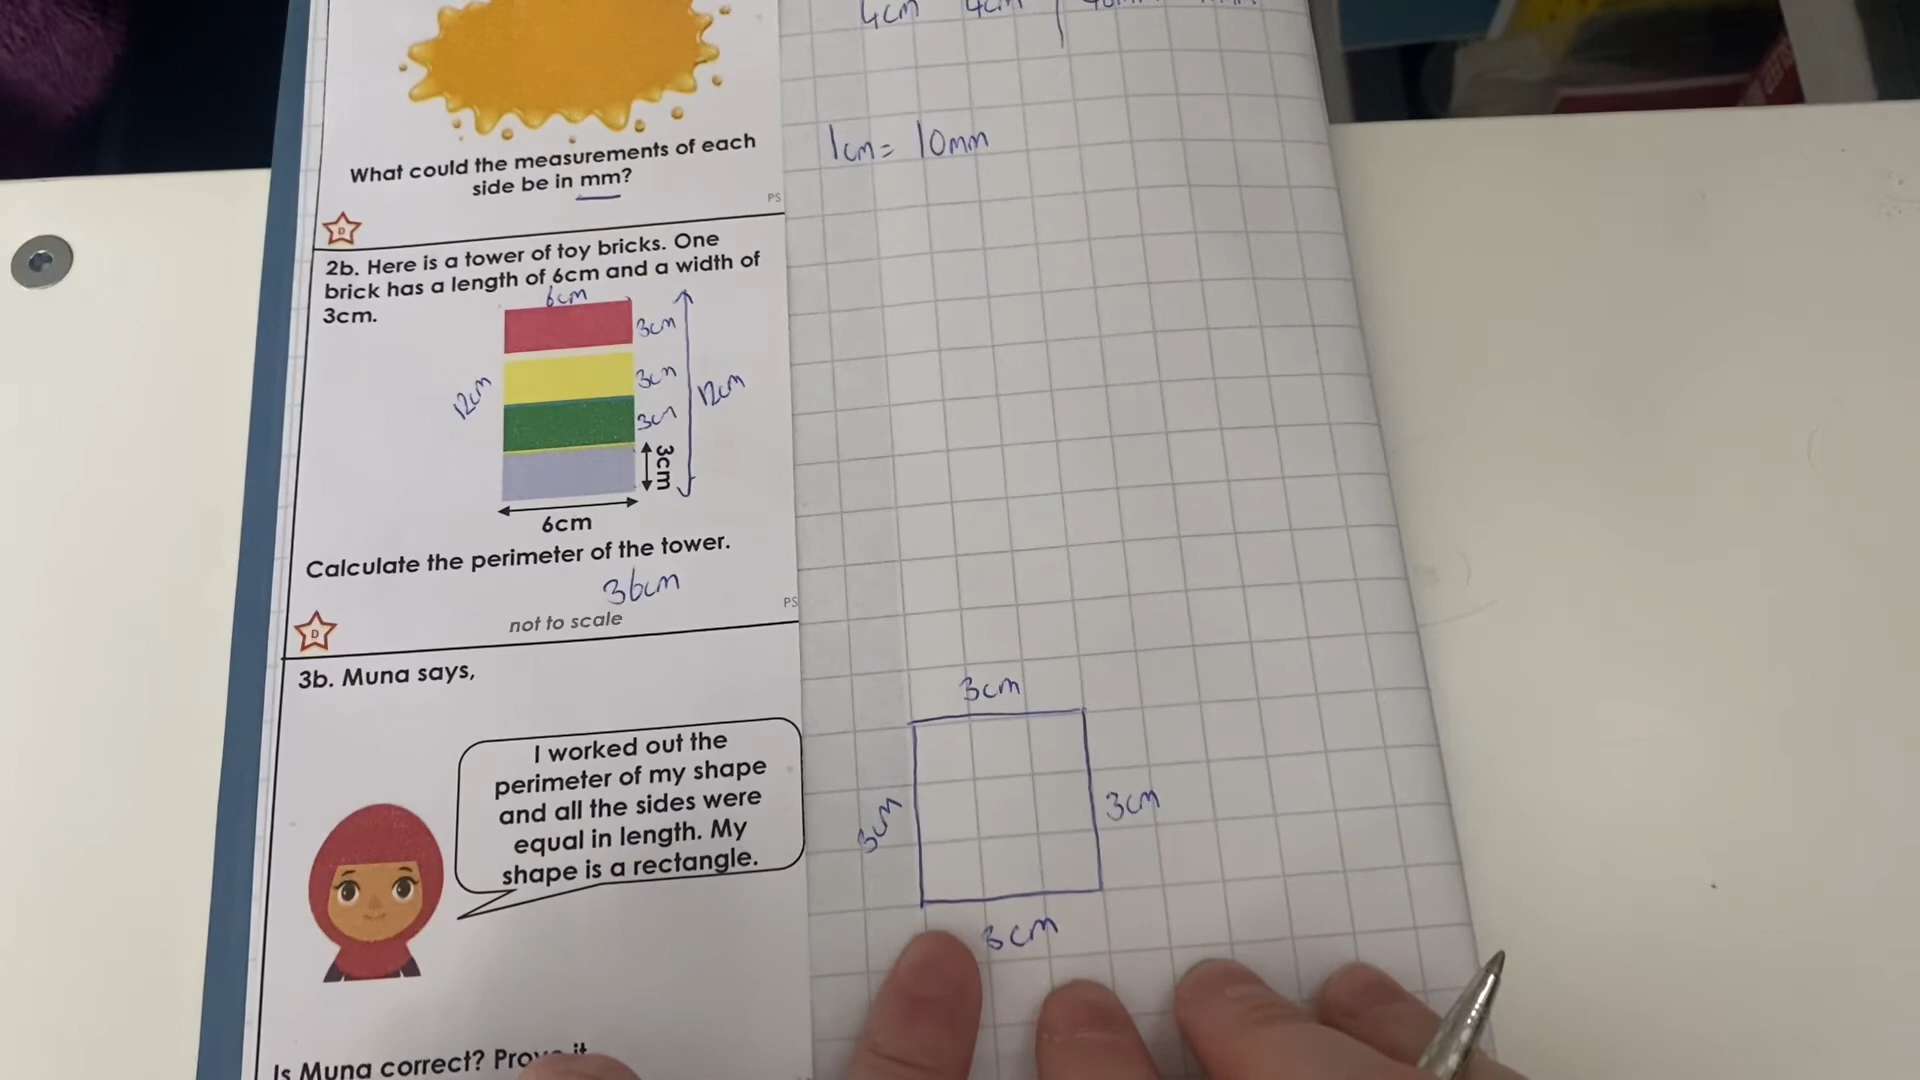 4cm 4cm
What could the measurements of each
side be in mm?
PS
1cm = 10mm
D
2b. Here is a tower of toy bricks. One
brick has a length of 6cm and a width of
3cm.
6cm
3cm
3cm
3cm
3cm
12cm
12cm
6cm
Calculate the perimeter of the tower.
36cm
not to scale
PS
D
3b. Muna says,
I worked out the
perimeter of my shape
and all the sides were
equal in length. My
shape is a rectangle.
3cm
3cm
3cm
3cm
Is Muna correct? Prove it.